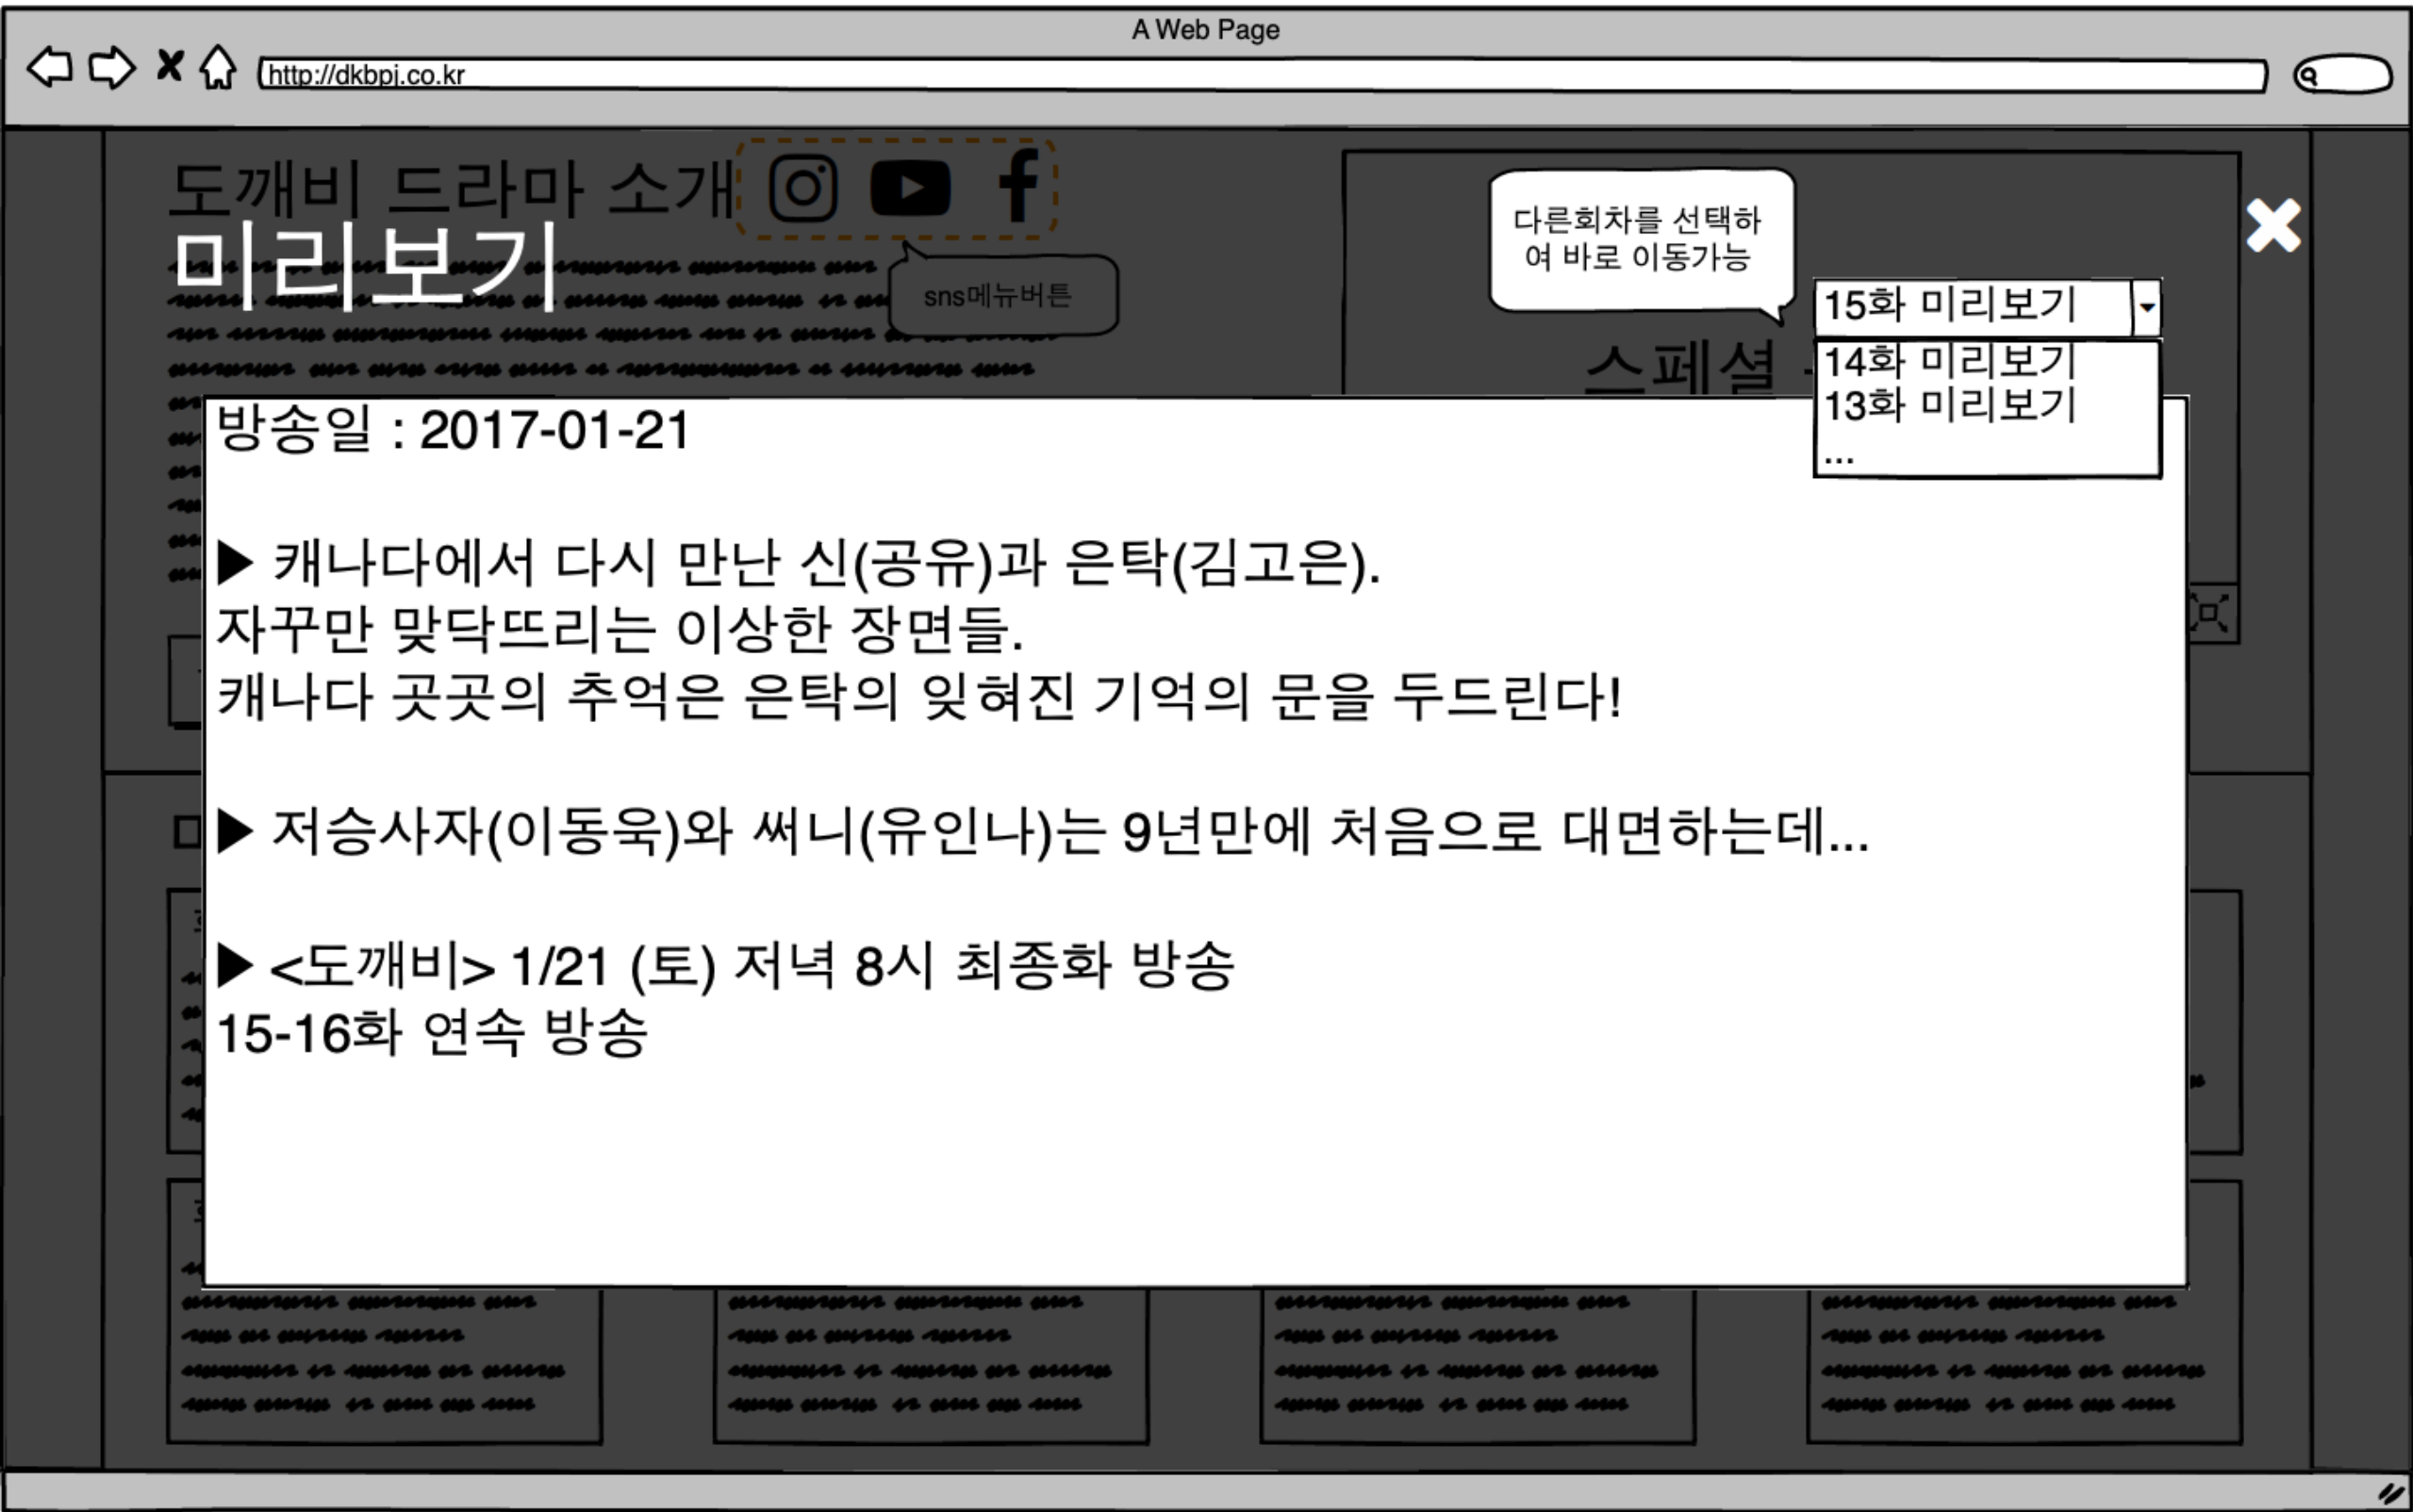 A Web Page
http://dkbpj.co.kr
도깨비 드라마 소개
미리보기
sns메뉴버튼
다른회차를 선택하
여 바로 이동가능
스페셜
15화 미리보기
14화 미리보기
13화 미리보기
...
방송일 : 2017-01-21
▶ 캐나다에서 다시 만난 신(공유)과 은탁(김고은).
자꾸만 맞닥뜨리는 이상한 장면들.
캐나다 곳곳의 추억은 은탁의 잊혀진 기억의 문을 두드린다!
▶ 저승사자(이동욱)와 써니(유인나)는 9년만에 처음으로 대면하는데...
▶ <도깨비> 1/21 (토) 저녁 8시 최종화 방송
15-16화 연속 방송